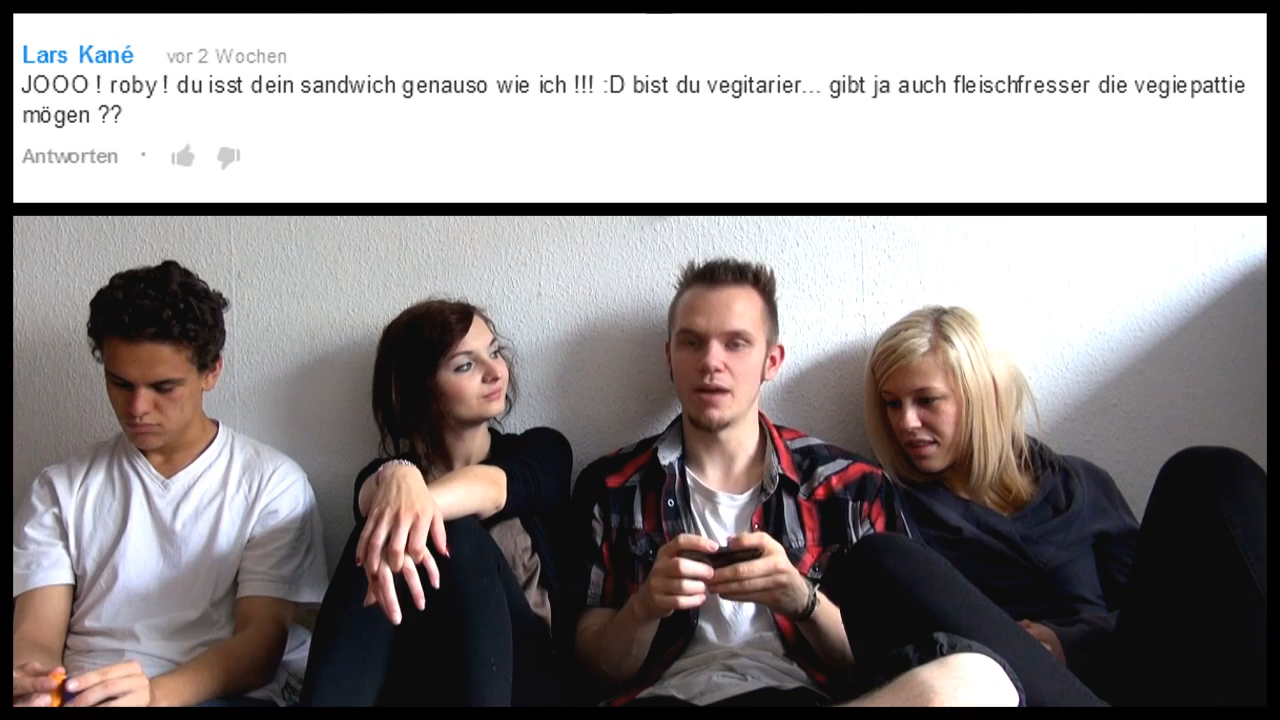 Lars Kané vor 2 Wochen
JOOO ! roby ! du isst dein sandwich genauso wie ich !!! :D bist du vegitarier... gibt ja auch fleischfresser die vegiepattie
mögen ??
Antworten ·